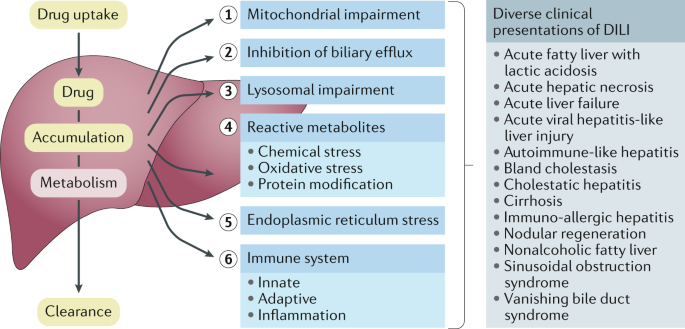 Drug uptake
Drug
Accumulation
Metabolism
Clearance
1 Mitochondrial impairment
2 Inhibition of biliary efflux
3 Lysosomal impairment
4 Reactive metabolites
• Chemical stress
• Oxidative stress
• Protein modification
5 Endoplasmic reticulum stress
6 Immune system
• Innate
• Adaptive
• Inflammation
Diverse clinical
presentations of DILI
• Acute fatty liver with
lactic acidosis
• Acute hepatic necrosis
• Acute liver failure
• Acute viral hepatitis-like
liver injury
• Autoimmune-like hepatitis
• Bland cholestasis
• Cholestatic hepatitis
• Cirrhosis
• Immuno-allergic hepatitis
• Nodular regeneration
• Nonalcoholic fatty liver
• Sinusoidal obstruction
syndrome
• Vanishing bile duct
syndrome